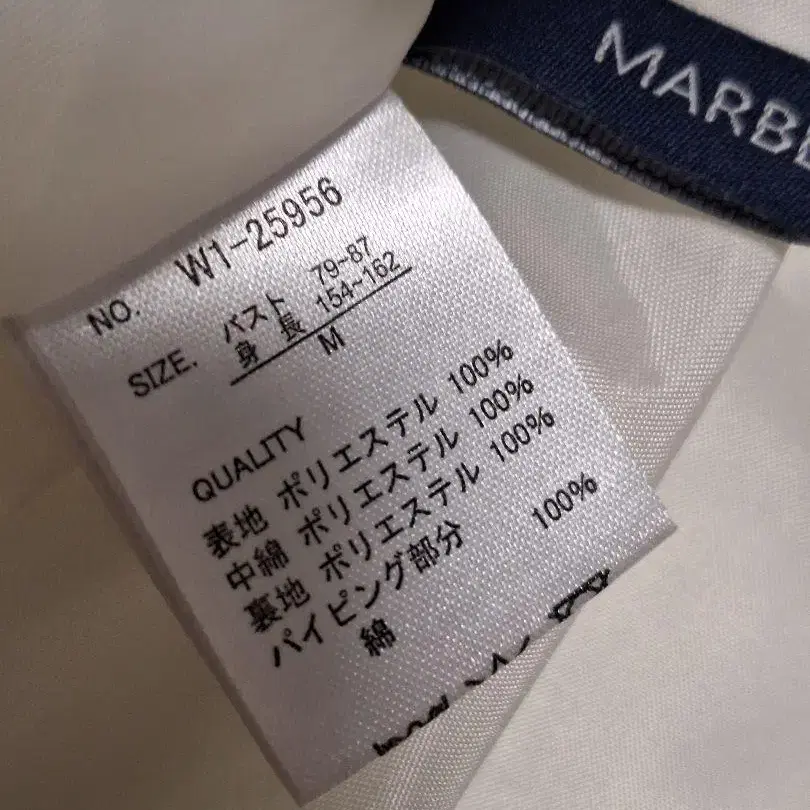 MARBE
NO. W1-25956
SIZE. バスト 79-87
身長 154~162
M
QUALITY
表地 ポリエステル 100%
中綿 ポリエステル 100%
裏地 ポリエステル 100%
パイピング部分
綿 100%